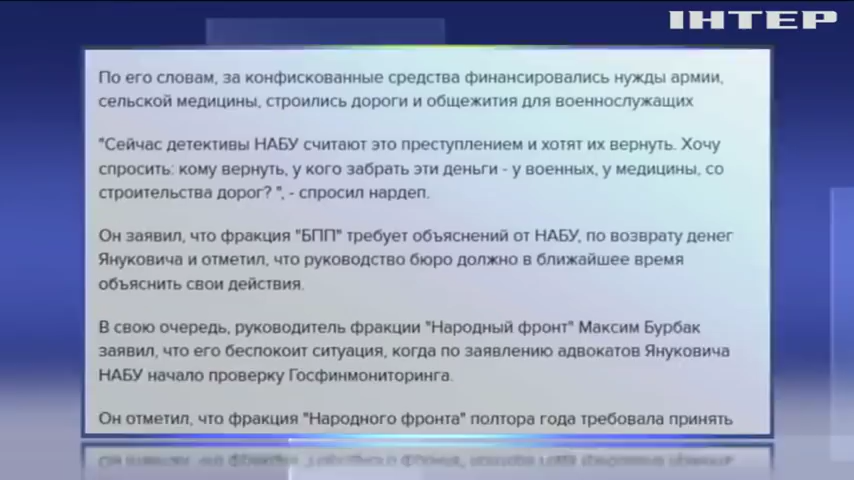 ІНТЕР
По его словам, за конфискованные средства финансировались нужды армии,
сельской медицины, строились дороги и общежития для военнослужащих
"Сейчас детективы НАБУ считают это преступлением и хотят их вернуть. Хочу
спросить: кому вернуть, у кого забрать эти деньги - у военных, у медицины, со
строительства дорог? ", - спросил нардеп.
Он заявил, что фракция "БПП" требует объяснений от НАБУ, по возврату денег
Януковича и отметил, что руководство бюро должно в ближайшее время
объяснить свои действия.
В свою очередь, руководитель фракции "Народный фронт" Максим Бурбак
заявил, что его беспокоит ситуация, когда по заявлению адвокатов Януковича
НАБУ начало проверку Госфинмониторинга.
Он отметил, что фракция "Народного фронта" полтора года требовала принять